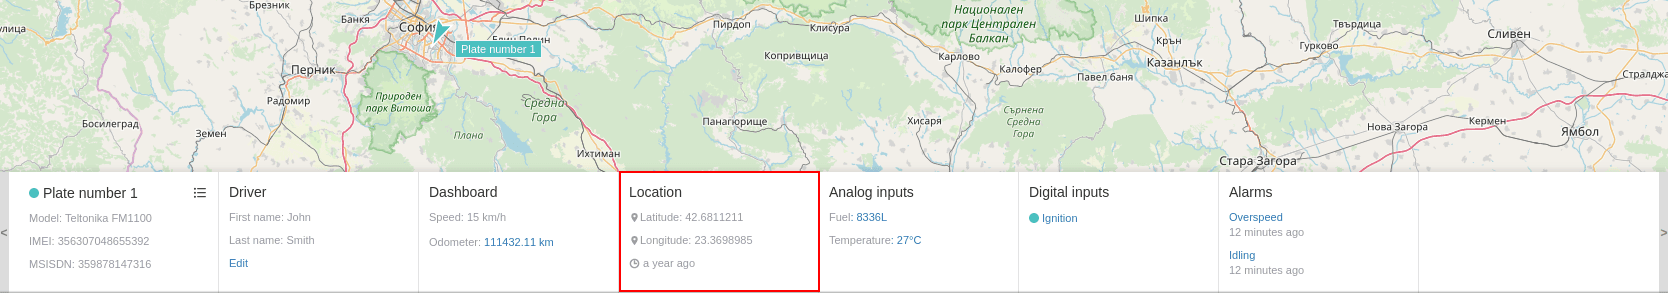 Брезник
Банкя
София
улица
Елин Пелин
Plate number 1
Пирдоп
Клисура
Национален
парк Централен
Балкан
Шипка
Твърдица
Крън
Гурково
Сливен
Копривщица
Карлово
Калофер
Павел баня
Казанлък
Стралджа
Перник
Радомир
Природен
парк Витоша
Средна
Гора
Сърнена
Средна
Гора
Босилеград
Земен
Плана
Ихтиман
Панагюрище
Хисаря
Нова Загора
Кермен
Ямбол
Стара Загора
<
Plate number 1
Model: Teltonika FM1100
IMEI: 356307048655392
MSISDN: 359878147316
Driver
First name: John
Last name: Smith
Edit
Dashboard
Speed: 15 km/h
Odometer: 111432.11 km
Location
Latitude: 42.6811211
Longitude: 23.3698985
a year ago
Analog inputs
Fuel: 8336L
Temperature: 27°C
Digital inputs
Ignition
Alarms
Overspeed
12 minutes ago
Idling
12 minutes ago
>